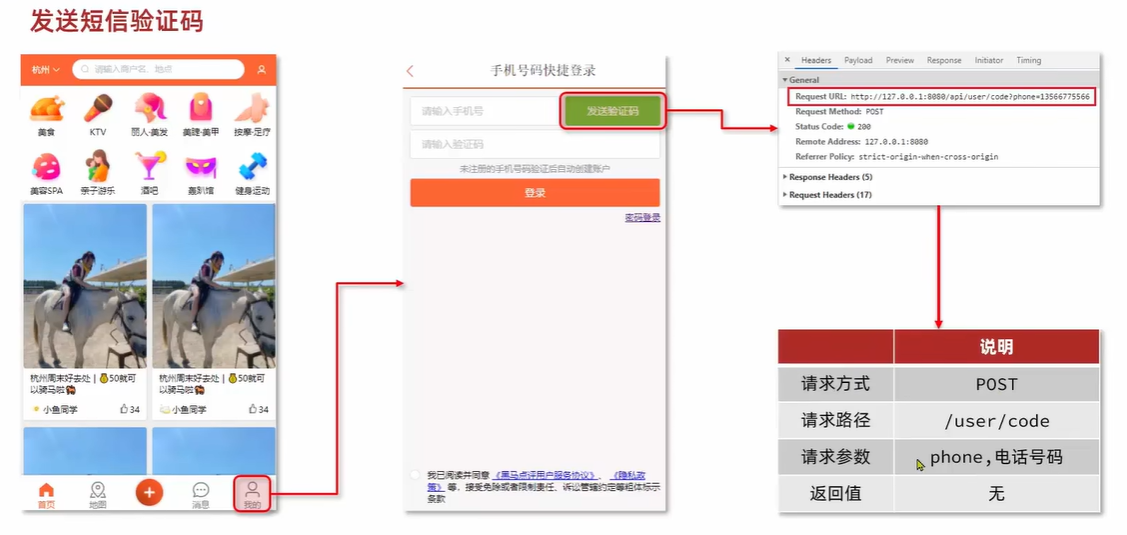 发送短信验证码
杭州
请输入商户名、地点
美食
KTV
丽人·美发
美睫·美甲
按摩·足疗
美容SPA
亲子游乐
酒吧
轰趴馆
健身运动
杭州周末好去处 | 💰50就可
以骑马啦
小鱼同学
34
杭州周末好去处 | 💰50就可
以骑马啦
小鱼同学
34
首页
地图
消息
我的
手机号码快捷登录
请输入手机号
发送验证码
请输入验证码
未注册的手机号码验证后自动创建账户
登录
密码登录
我已阅读并同意 《黑马点评用户服务协议》、《隐私政
策》等、接受免除或者限制责任、诉讼管辖约定等粗体标示
条款
× Headers Payload Preview Response Initiator Timing
General
Request URL: http://127.0.0.1:8080/api/user/code?phone=13566775566
Request Method: POST
Status Code: 200
Remote Address: 127.0.0.1:8080
Referrer Policy: strict-origin-when-cross-origin
Response Headers (5)
Request Headers (17)
说明
请求方式 POST
请求路径 /user/code
请求参数 phone,电话号码
返回值 无